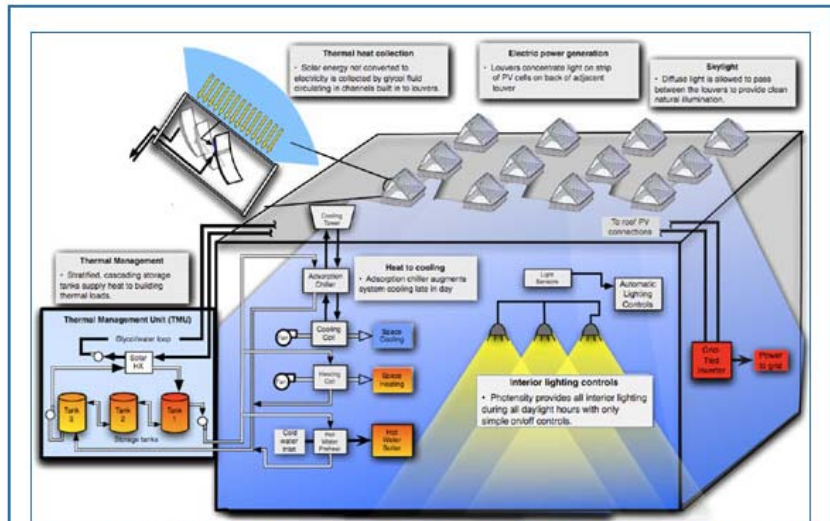 Thermal heat collection
• Solar energy not converted to
electricity is collected by glycol fluid
circulating in channels built in to louvers.
Electric power generation
• Louvers concentrate light on strip
of PV cells on back of adjacent
louver
Skylight
• Diffuse light is allowed to pass
between the louvers to provide clean
natural illumination.
Cooling
Tower
To roof PV
connections
Thermal Management
• Stratified, cascading storage
tanks supply heat to building
thermal loads.
Adsorption
Chiller
Heat to cooling
• Adsorption chiller augments
system cooling late in day
Light
Sensors
Automatic
Lighting
Controls
Thermal Management Unit (TMU)
Glycol/water loop
Solar
HX
Fan
Cooling
Coil
Space
Cooling
Fan
Heating
Coil
Space
Heating
Grid-
Tied
Inverter
Power
to grid
Interior lighting controls
• Photensity provides all interior lighting
during all daylight hours with only
simple on/off controls.
Tank
3
Tank
2
Tank
1
Storage tanks
Cold
water
inlet
Hot
Water
Preheat
Hot
Water
Boiler